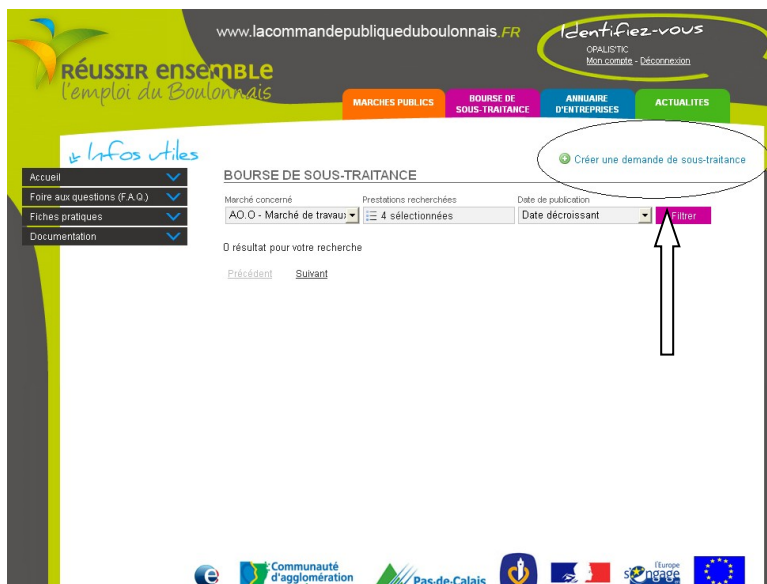 www.lacommandepubliqueduboulonnais.FR
Identifiez-vous
OPALIS'TIC
Mon compte - Déconnexion
RÉUSSIR ensemBLe
l'emploi du Boulonnais
MARCHES PUBLICS
BOURSE DE SOUS-TRAITANCE
ANNUAIRE D'ENTREPRISES
ACTUALITES
Infos utiles
Créer une demande de sous-traitance
Accueil
Foire aux questions (F.A.Q.)
Fiches pratiques
Documentation
BOURSE DE SOUS-TRAITANCE
Marché concerné
Prestations recherchées
Date de publication
AO.O - Marché de travau
4 sélectionnées
Date décroissant
Filtrer
0 résultat pour votre recherche
Précédent
Suivant
Communauté
d'agglomération
Pas-de-Calais
l'Europe
s'engage